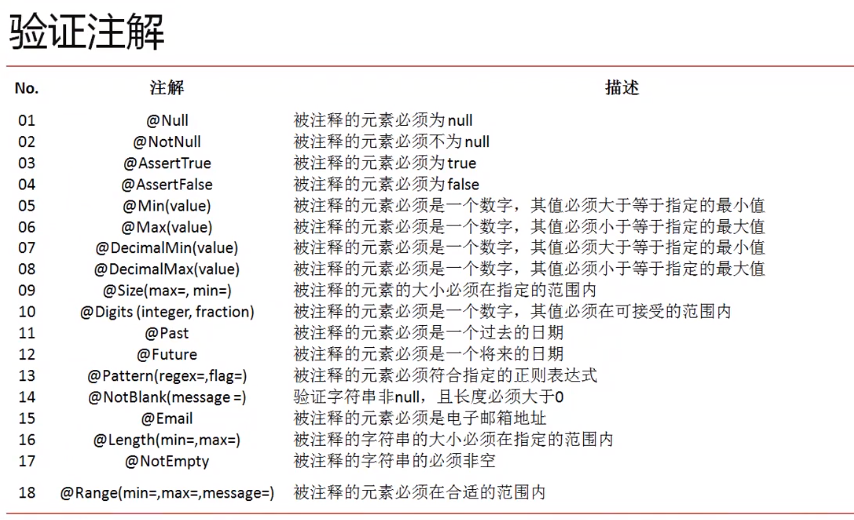 验证注解
No. 注解 描述
01 @Null 被注释的元素必须为null
02 @NotNull 被注释的元素必须不为null
03 @AssertTrue 被注释的元素必须为true
04 @AssertFalse 被注释的元素必须为false
05 @Min(value) 被注释的元素必须是一个数字，其值必须大于等于指定的最小值
06 @Max(value) 被注释的元素必须是一个数字，其值必须小于等于指定的最大值
07 @DecimalMin(value) 被注释的元素必须是一个数字，其值必须大于等于指定的最小值
08 @DecimalMax(value) 被注释的元素必须是一个数字，其值必须小于等于指定的最大值
09 @Size(max=, min=) 被注释的元素的大小必须在指定的范围内
10 @Digits (integer, fraction) 被注释的元素必须是一个数字，其值必须在可接受的范围内
11 @Past 被注释的元素必须是一个过去的日期
12 @Future 被注释的元素必须是一个将来的日期
13 @Pattern(regex=,flag=) 被注释的元素必须符合指定的正则表达式
14 @NotBlank(message =) 验证字符串非null，且长度必须大于0
15 @Email 被注释的元素必须是电子邮箱地址
16 @Length(min=,max=) 被注释的字符串的大小必须在指定的范围内
17 @NotEmpty 被注释的字符串的必须非空
18 @Range(min=,max=,message=) 被注释的元素必须在合适的范围内